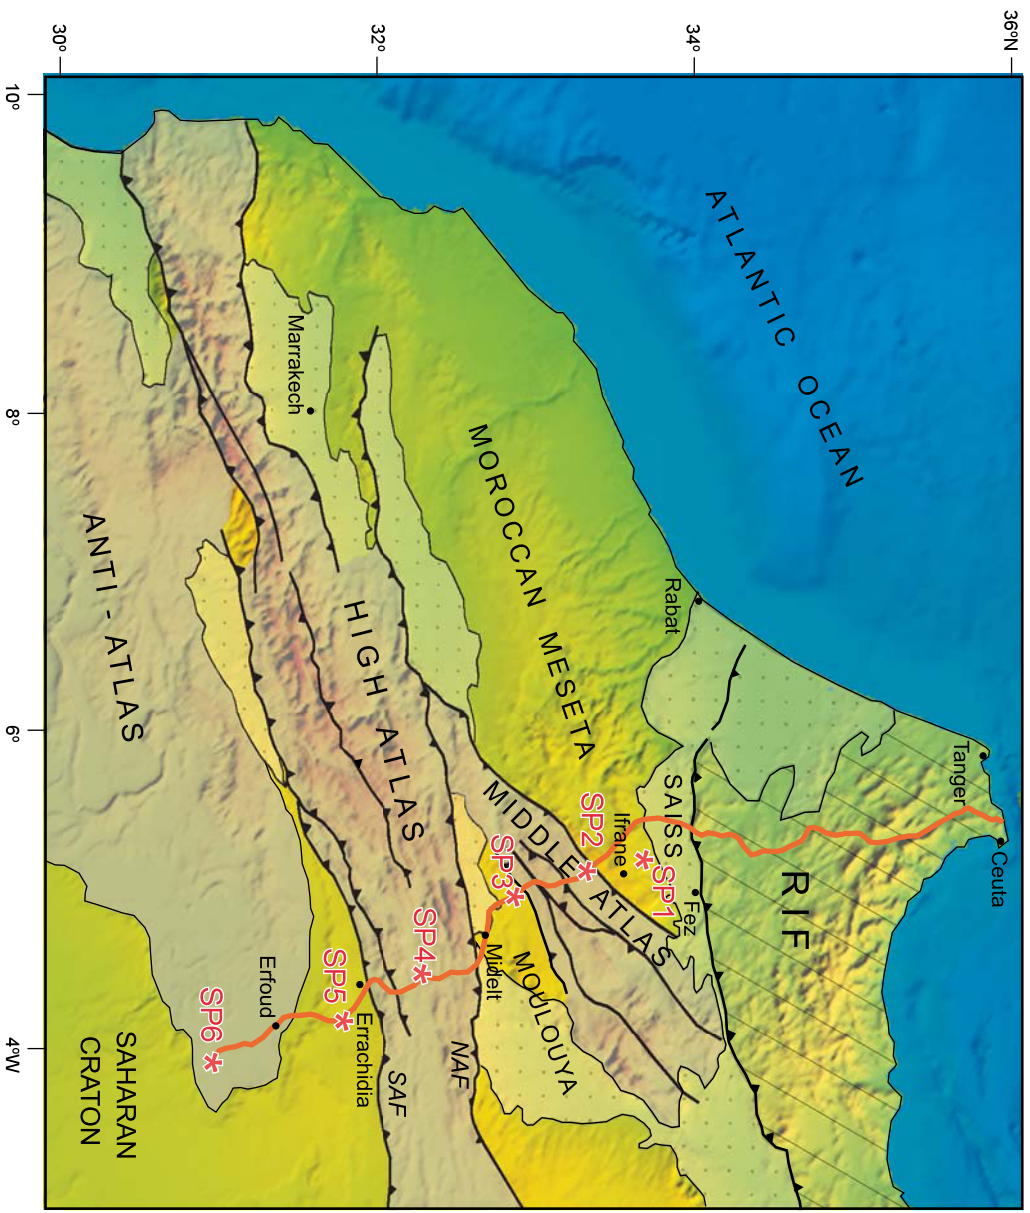 30°
32°
34°
36°N
10°
8°
6°
4°W
ATLANTIC OCEAN
MOROCCAN MESETA
Marrakech
Rabat
ANTI - ATLAS
HIGH ATLAS
MIDDLE ATLAS
SAISS
RIF
Tanger
Ceuta
Ifrane
Fez
SP1
SP2
SP3
SP4
SP5
SP6
Midelt
MOULOUYA
Erfoud
Errachidia
NAF
SAF
SAHARAN
CRATON